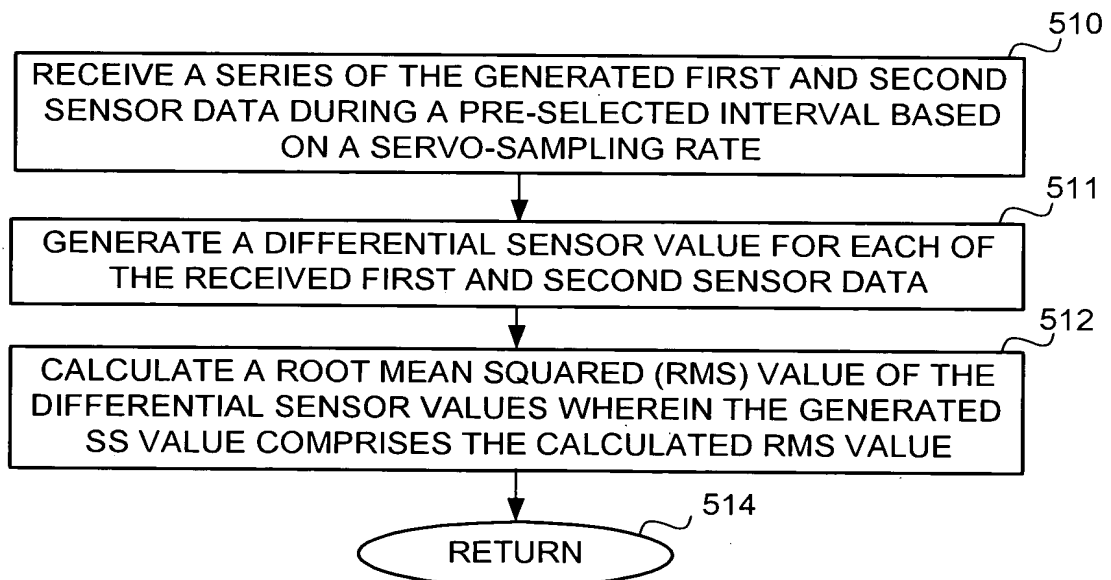 510
RECEIVE A SERIES OF THE GENERATED FIRST AND SECOND
SENSOR DATA DURING A PRE-SELECTED INTERVAL BASED
ON A SERVO-SAMPLING RATE
511
GENERATE A DIFFERENTIAL SENSOR VALUE FOR EACH OF
THE RECEIVED FIRST AND SECOND SENSOR DATA
512
CALCULATE A ROOT MEAN SQUARED (RMS) VALUE OF THE
DIFFERENTIAL SENSOR VALUES WHEREIN THE GENERATED
SS VALUE COMPRISES THE CALCULATED RMS VALUE
514
RETURN